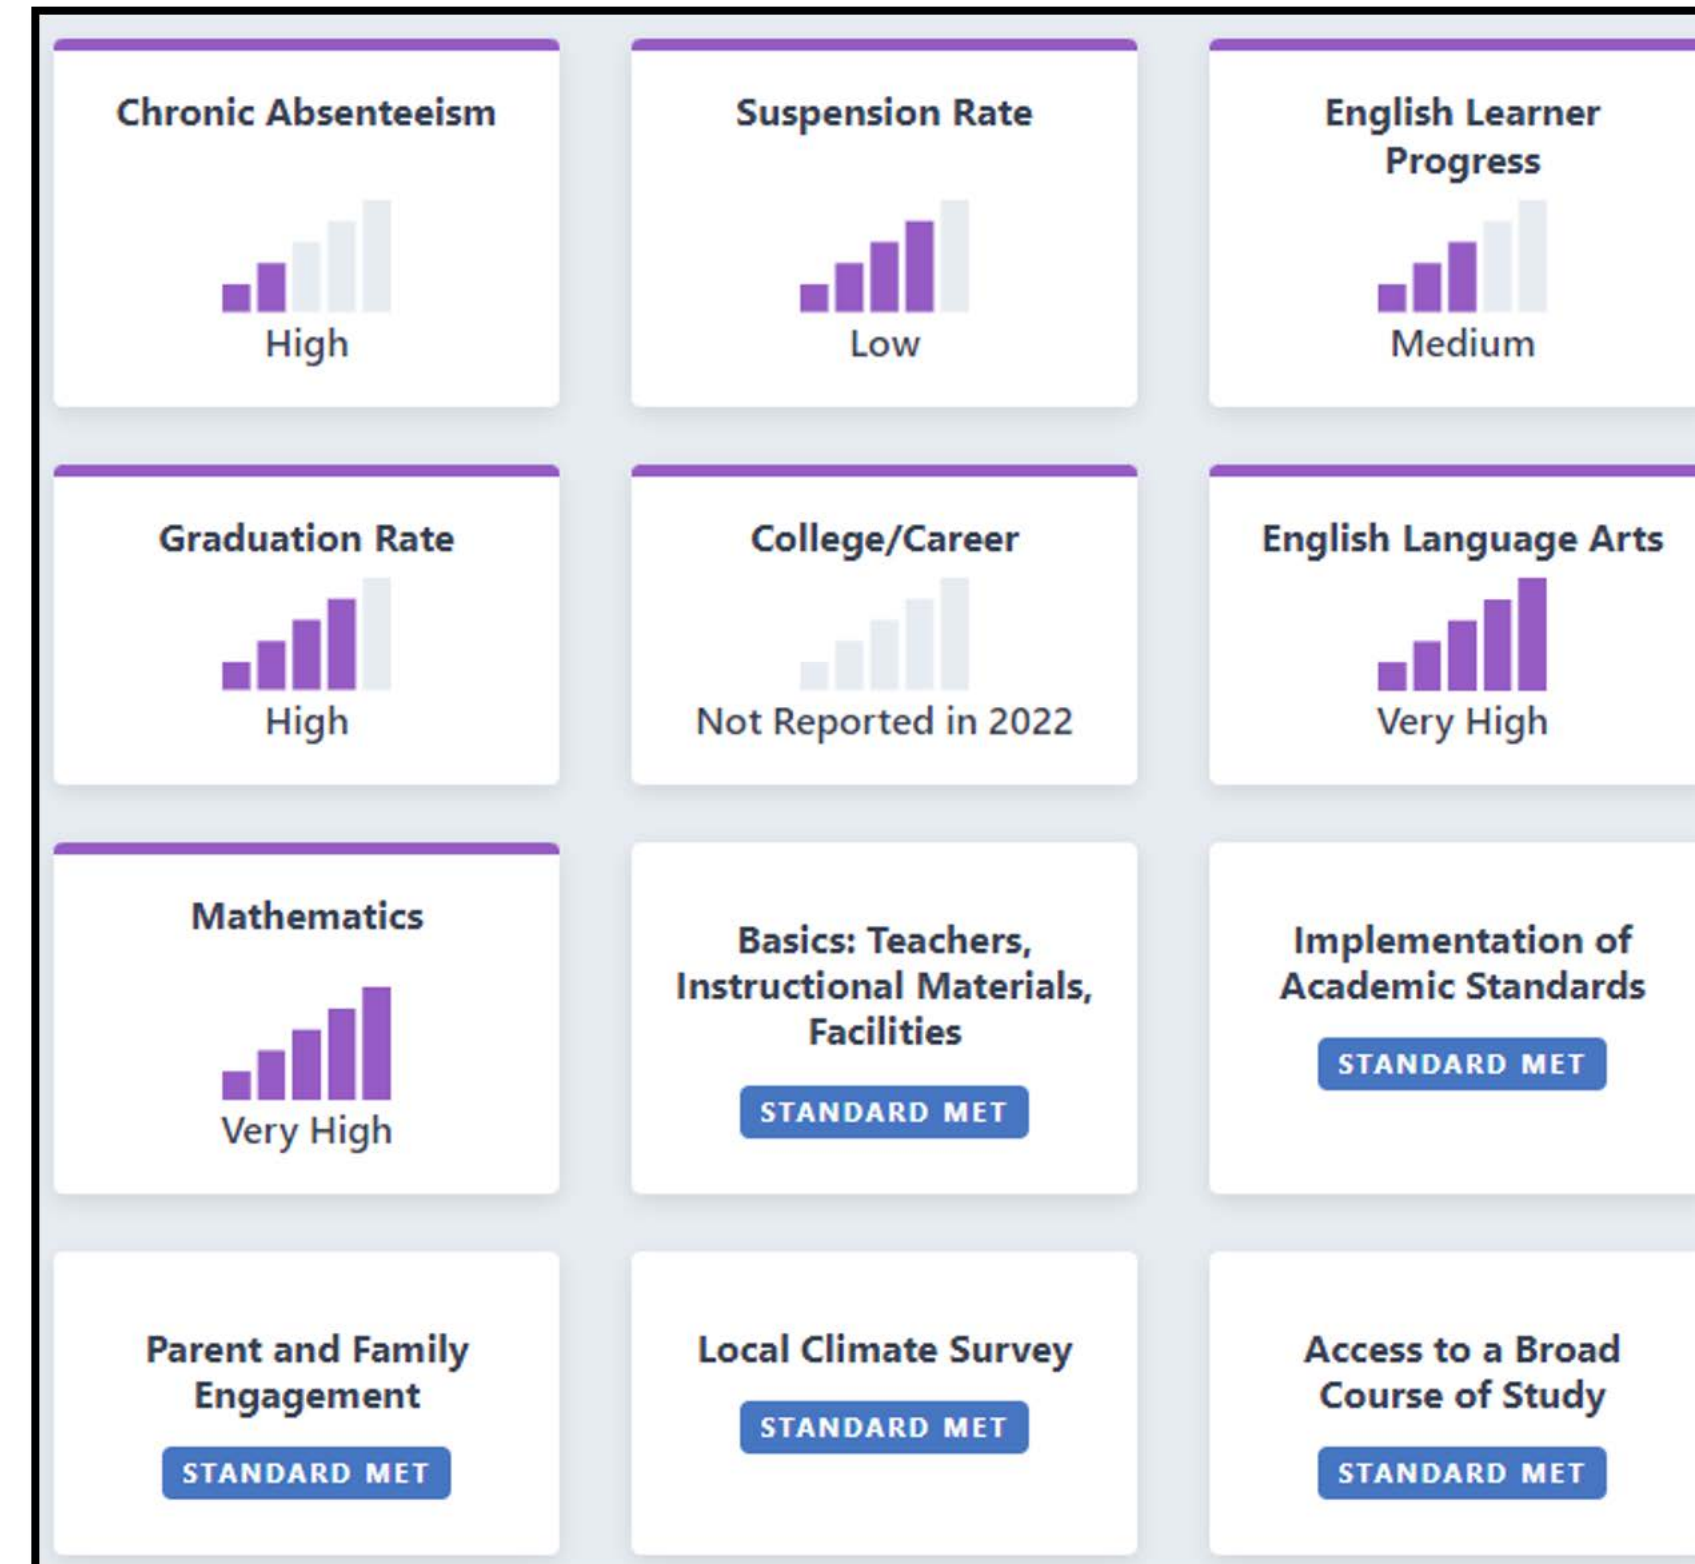 Chronic Absenteeism
High
Suspension Rate
Low
English Learner
Progress
Medium
Graduation Rate
High
College/Career
Not Reported in 2022
English Language Arts
Very High
Mathematics
Very High
Basics: Teachers,
Instructional Materials,
Facilities
STANDARD MET
Implementation of
Academic Standards
STANDARD MET
Parent and Family
Engagement
STANDARD MET
Local Climate Survey
STANDARD MET
Access to a Broad
Course of Study
STANDARD MET